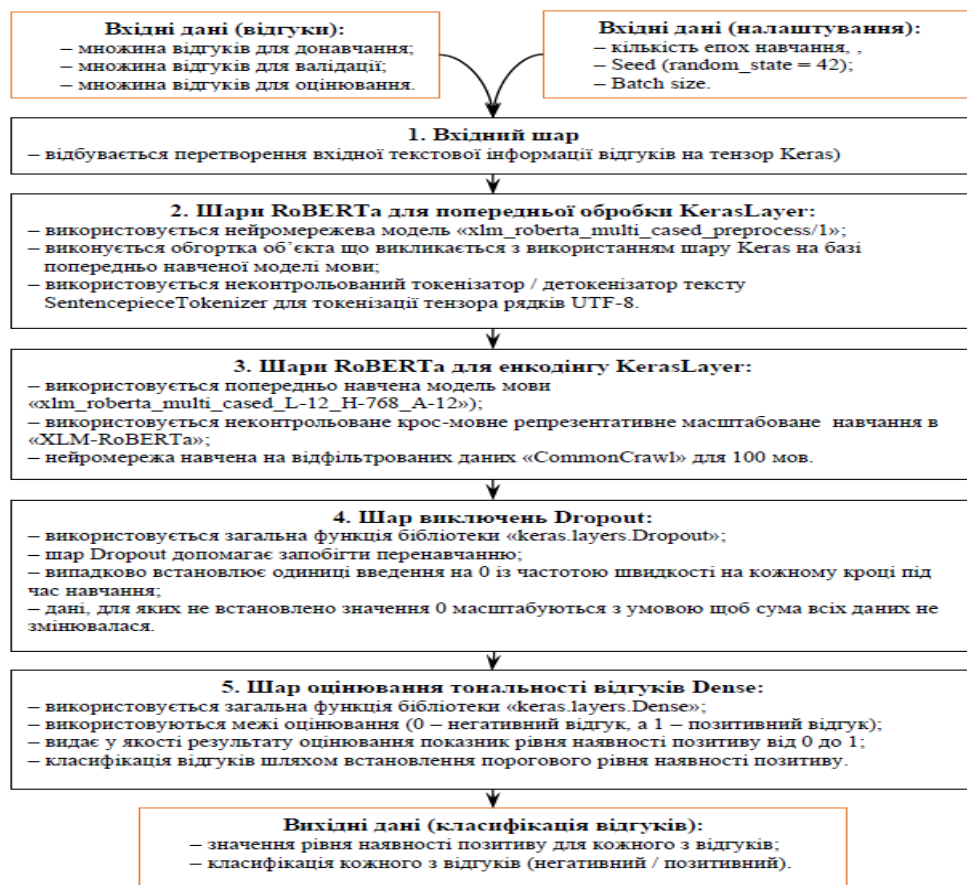 Вхідні дані (відгуки):
– множина відгуків для донавчання;
– множина відгуків для валідації;
– множина відгуків для оцінювання.
Вхідні дані (налаштування):
– кількість епох навчання, ,
– Seed (random_state = 42);
– Batch size.
1. Вхідний шар
– відбувається перетворення вхідної текстової інформації відгуків на тензор Keras)
2. Шари RoBERTa для попередньої обробки KerasLayer:
– використовується нейромережева модель «xlm_roberta_multi_cased_preprocess/1»;
– виконується обгортка об’єкта що викликається з використанням шару Keras на базі
попередньо навченої моделі мови;
– використовується неконтрольований токенізатор / детокенізатор тексту
SentencepieceTokenizer для токенізації тензора рядків UTF-8.
3. Шари RoBERTa для енкодінгу KerasLayer:
– використовується попередньо навчена модель мови
«xlm_roberta_multi_cased_L-12_H-768_A-12»);
– використовується неконтрольоване крос-мовне репрезентативне масштабоване навчання в
«XLM-RoBERTa»;
– нейромережа навчена на відфільтрованих даних «CommonCrawl» для 100 мов.
4. Шар виключень Dropout:
– використовується загальна функція бібліотеки «keras.layers.Dropout»;
– шар Dropout допомагає запобігти перенавчанню;
– випадково встановлює одиниці введення на 0 із частотою швидкості на кожному кроці під
час навчання;
– дані, для яких не встановлено значення 0 масштабуються з умовою щоб сума всіх даних не
змінювалася.
5. Шар оцінювання тональності відгуків Dense:
– використовується загальна функція бібліотеки «keras.layers.Dense»;
– використовуються межі оцінювання (0 – негативний відгук, а 1 – позитивний відгук);
– видає у якості результату оцінювання показник рівня наявності позитиву від 0 до 1;
– класифікація відгуків шляхом встановлення порогового рівня наявності позитиву.
Вихідні дані (класифікація відгуків):
– значення рівня наявності позитиву для кожного з відгуків;
– класифікація кожного з відгуків (негативний / позитивний).